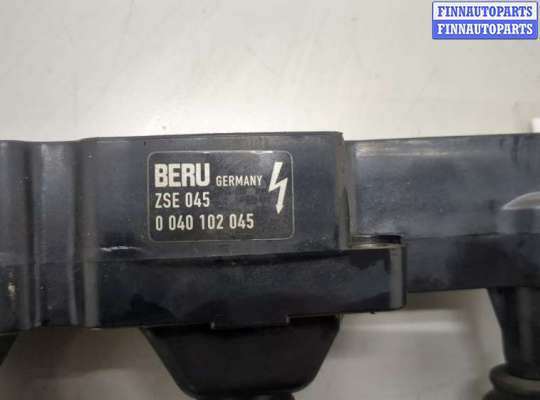 FINNAUTOPARTS
FINNAUTOPARTS
BERU GERMANY
ZSE 045
0 040 102 045